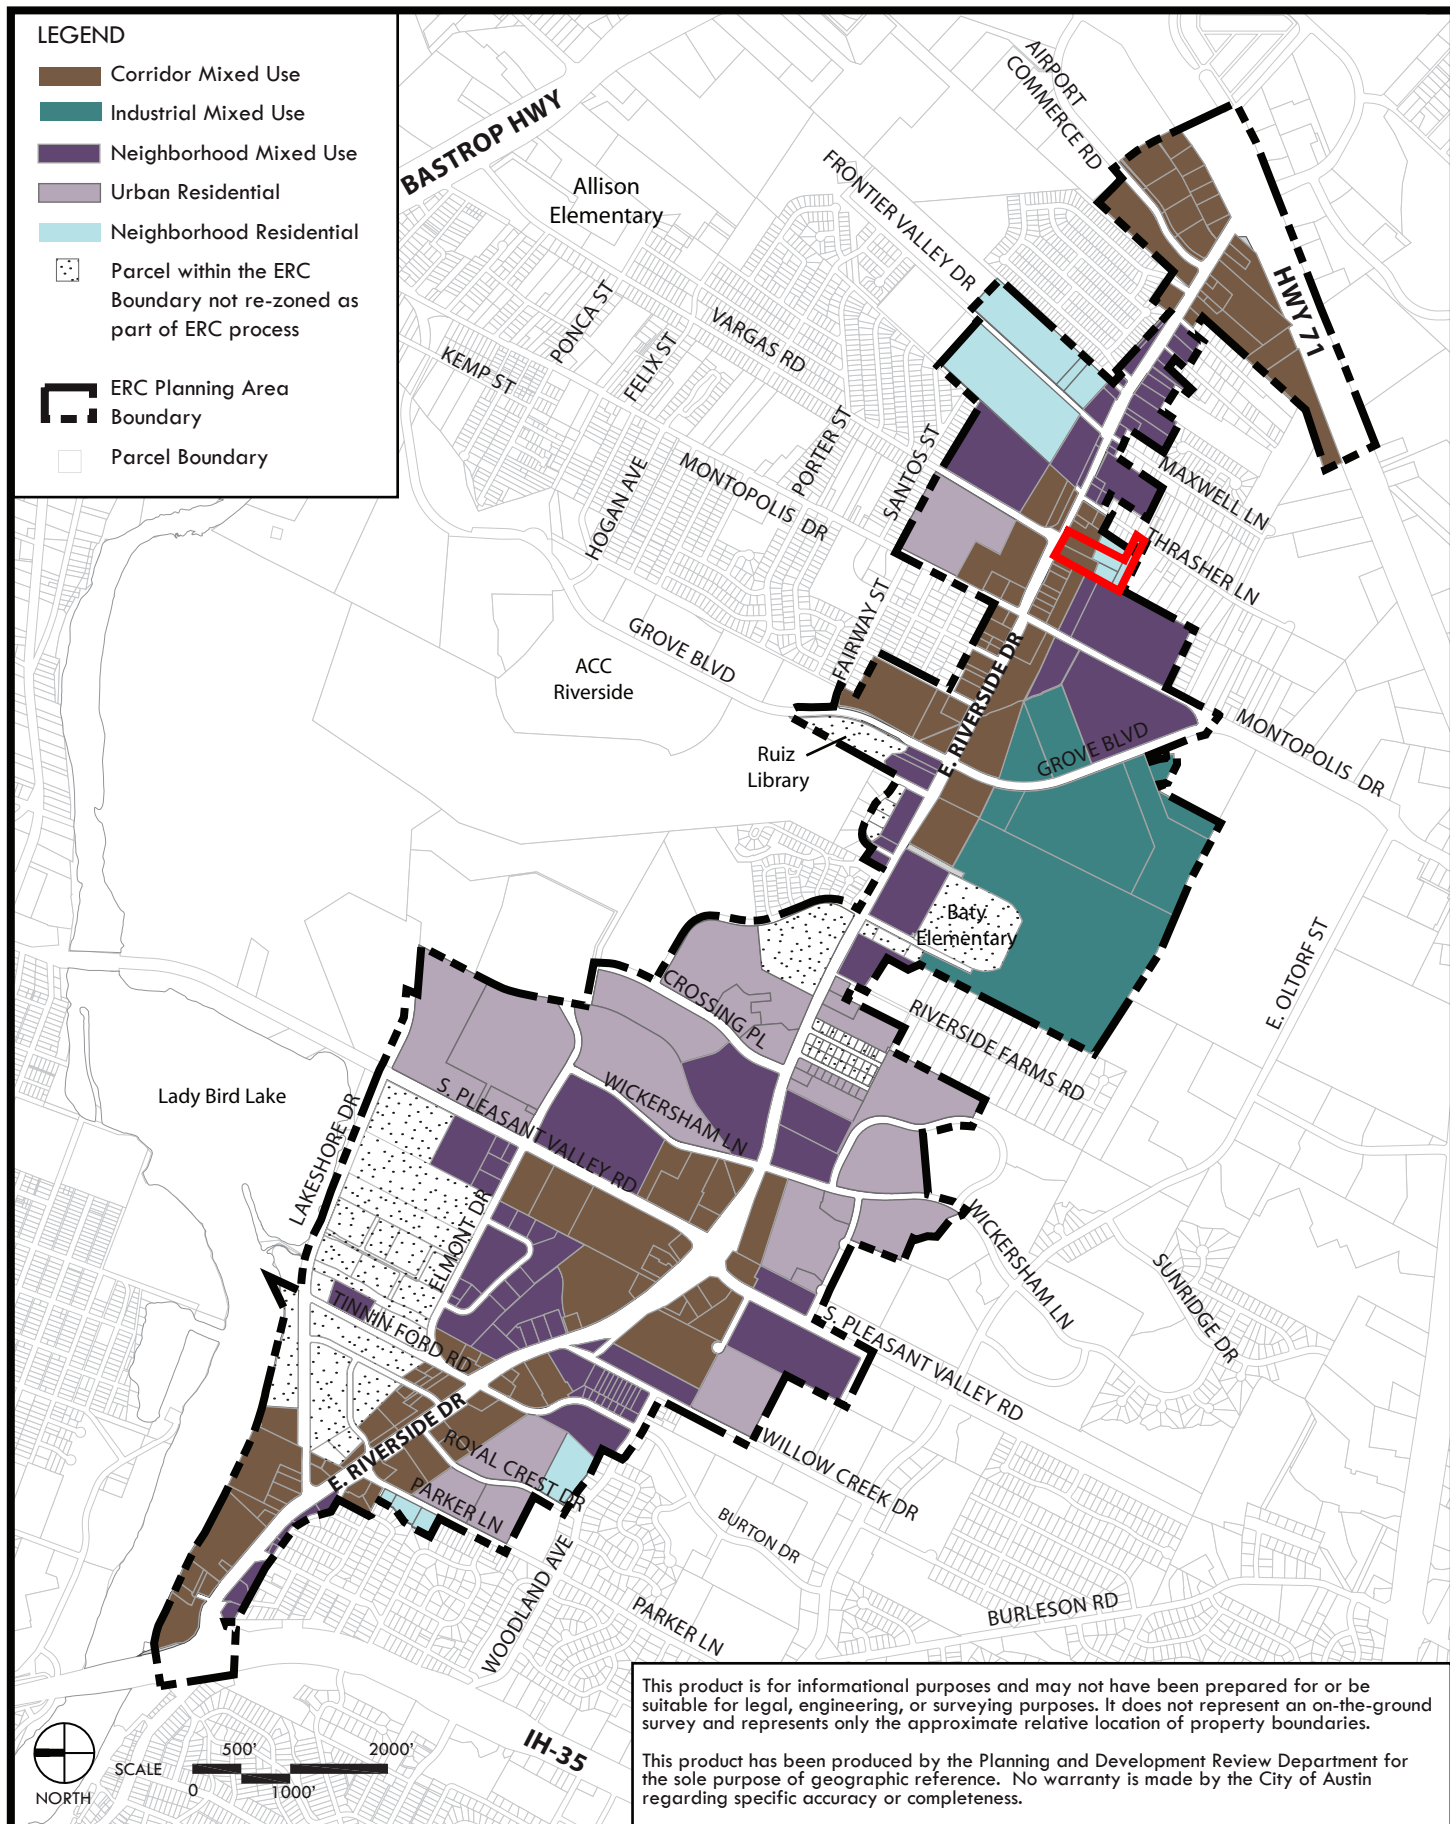 LEGEND
Corridor Mixed Use
Industrial Mixed Use
Neighborhood Mixed Use
Urban Residential
Neighborhood Residential
Parcel within the ERC
Boundary not re-zoned as
part of ERC process
ERC Planning Area
Boundary
Parcel Boundary
BASTROP HWY
AIRPORT
COMMERCE RD
Allison
Elementary
FRONTIER VALLEY DR
HWY 71
PONCA ST
VARGAS RD
FELIX ST
KEMP ST
PORTER ST
SANTOS ST
MAXWELL LN
HOGAN AVE
MONTOPOLIS DR
THRASHER LN
FAIRWAY ST
GROVE BLVD
ACC
Riverside
E. RIVERSIDE DR
Ruiz
Library
GROVE BLVD
MONTOPOLIS DR
Baty
Elementary
E. OLTORF ST
CROSSING PL
RIVERSIDE FARMS RD
Lady Bird Lake
LAKESHORE DR
S. PLEASANT VALLEY RD
WICKERSHAM LN
ELMONT DR
WICKERSHAM LN
SUNRIDGE DR
TINNIN FORD RD
S. PLEASANT VALLEY RD
E. RIVERSIDE DR
ROYAL CREST DR
WILLOW CREEK DR
PARKER LN
BURTON DR
WOODLAND AVE
PARKER LN
BURLESON RD
IH-35
NORTH
SCALE
500'
2000'
0
1000'
This product is for informational purposes and may not have been prepared for or be
suitable for legal, engineering, or surveying purposes. It does not represent an on-the-ground
survey and represents only the approximate relative location of property boundaries.
This product has been produced by the Planning and Development Review Department for
the sole purpose of geographic reference. No warranty is made by the City of Austin
regarding specific accuracy or completeness.